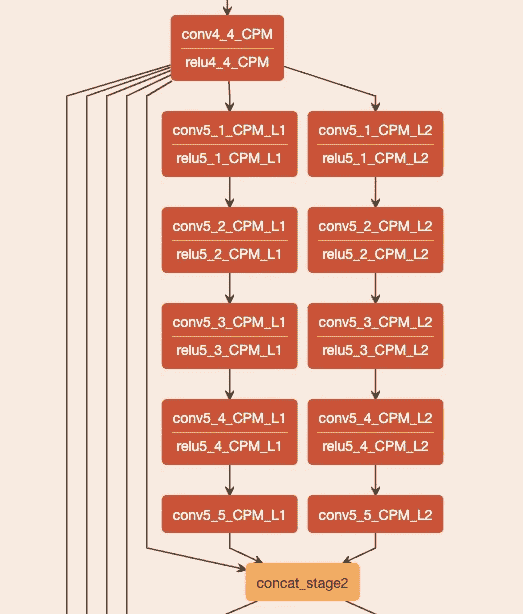 conv4_4_CPM
relu4_4_CPM
conv5_1_CPM_L1
relu5_1_CPM_L1
conv5_1_CPM_L2
relu5_1_CPM_L2
conv5_2_CPM_L1
relu5_2_CPM_L1
conv5_2_CPM_L2
relu5_2_CPM_L2
conv5_3_CPM_L1
relu5_3_CPM_L1
conv5_3_CPM_L2
relu5_3_CPM_L2
conv5_4_CPM_L1
relu5_4_CPM_L1
conv5_4_CPM_L2
relu5_4_CPM_L2
conv5_5_CPM_L1
conv5_5_CPM_L2
concat_stage2